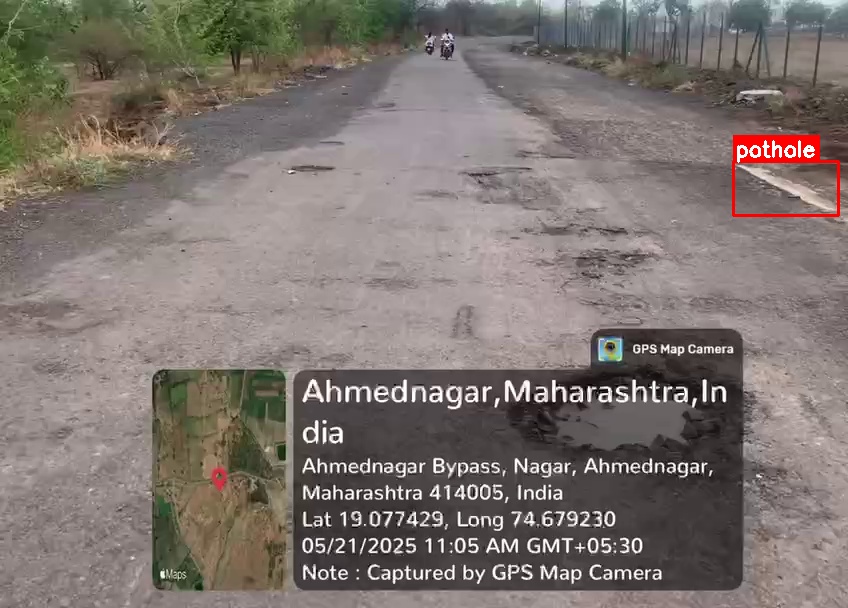 pothole
GPS Map Camera
Ahmednagar,Maharashtra,In
dia
Ahmednagar Bypass, Nagar, Ahmednagar,
Maharashtra 414005, India
Lat 19.077429, Long 74.679230
05/21/2025 11:05 AM GMT+05:30
Note : Captured by GPS Map Camera
Maps